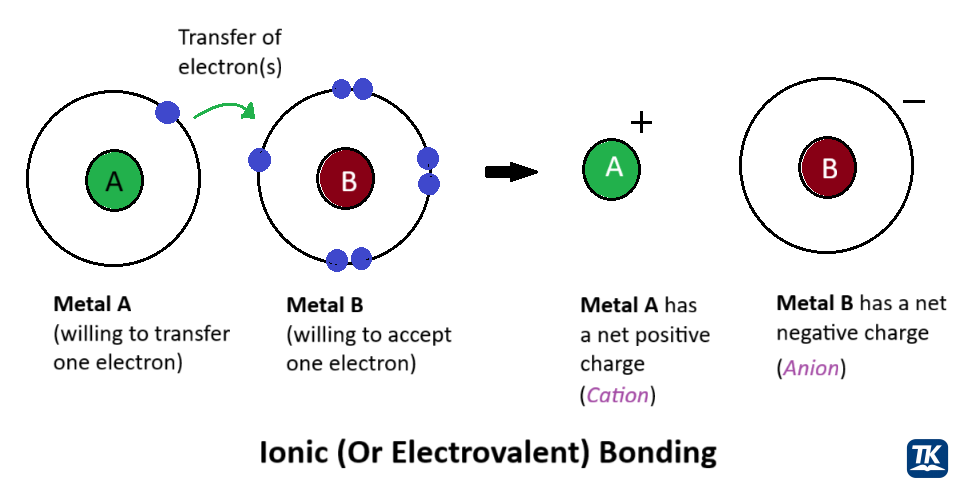 Transfer of
electron(s)
A
B
+
A
−
B
Metal A
(willing to transfer
one electron)
Metal B
(willing to accept
one electron)
Metal A has
a net positive
charge
(Cation)
Metal B has a net
negative charge
(Anion)
Ionic (Or Electrovalent) Bonding
TK